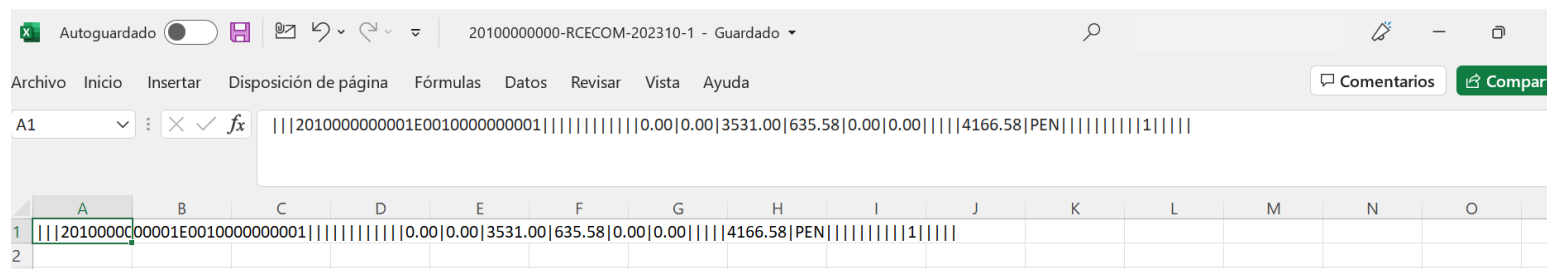 Autoguardado 20100000000-RCECOM-202310-1 - Guardado
Archivo Inicio Insertar Disposición de página Fórmulas Datos Revisar Vista Ayuda Comentarios Compar
A1 fx |||2010000000001E0010000000001||||||||||||0.00|0.00|3531.00|635.58|0.00|0.00|||||4166.58|PEN||||||||||1|||||
A B C D E F G H I J K L M N O
1 |||2010000000001E0010000000001||||||||||||0.00|0.00|3531.00|635.58|0.00|0.00|||||4166.58|PEN||||||||||1|||||
2